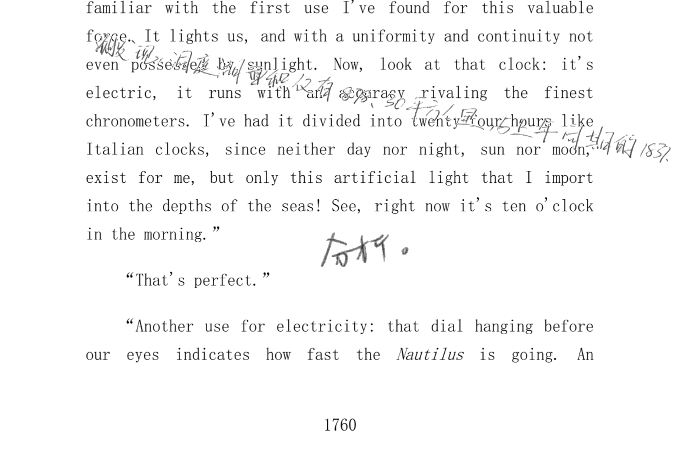 familiar with the first use I've found for this valuable
force. It lights us, and with a uniformity and continuity not
even possessed by sunlight. Now, look at that clock: it's
electric, it runs with and accuracy rivaling the finest
chronometers. I've had it divided into twenty-four hours like
Italian clocks, since neither day nor night, sun nor moon,
exist for me, but only this artificial light that I import
into the depths of the seas! See, right now it's ten o'clock
in the morning.”
“That's perfect.”
“Another use for electricity: that dial hanging before
our eyes indicates how fast the Nautilus is going. An
1760